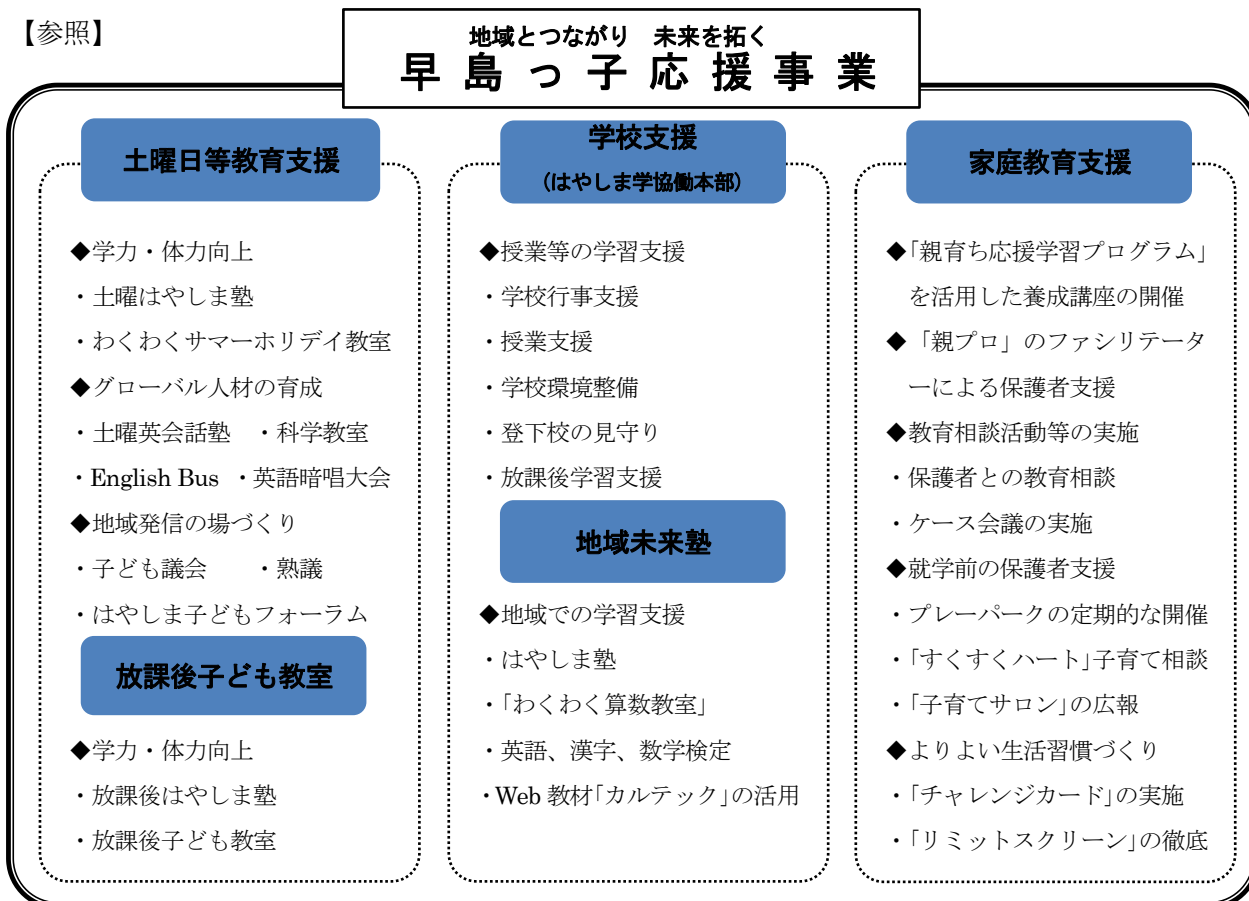 【参照】
地域とつながり　未来を拓く
早島っ子応援事業
土曜日等教育支援
◆学力・体力向上
・土曜はやしま塾
・わくわくサマーホリデイ教室
◆グローバル人材の育成
・土曜英会話塾　・科学教室
・English Bus　・英語暗唱大会
◆地域発信の場づくり
・子ども議会　　・熟議
・はやしま子どもフォーラム
放課後子ども教室
◆学力・体力向上
・放課後はやしま塾
・放課後子ども教室
学校支援
（はやしま学協働本部）
◆授業等の学習支援
・学校行事支援
・授業支援
・学校環境整備
・登下校の見守り
・放課後学習支援
地域未来塾
◆地域での学習支援
・はやしま塾
・「わくわく算数教室」
・英語、漢字、数学検定
・Web 教材「カルテック」の活用
家庭教育支援
◆「親育ち応援学習プログラム」
を活用した養成講座の開催
◆「親プロ」のファシリテータ
ーによる保護者支援
◆教育相談活動等の実施
・保護者との教育相談
・ケース会議の実施
◆就学前の保護者支援
・プレーパークの定期的な開催
・「すくすくハート」子育て相談
・「子育てサロン」の広報
◆よりよい生活習慣づくり
・「チャレンジカード」の実施
・「リミットスクリーン」の徹底